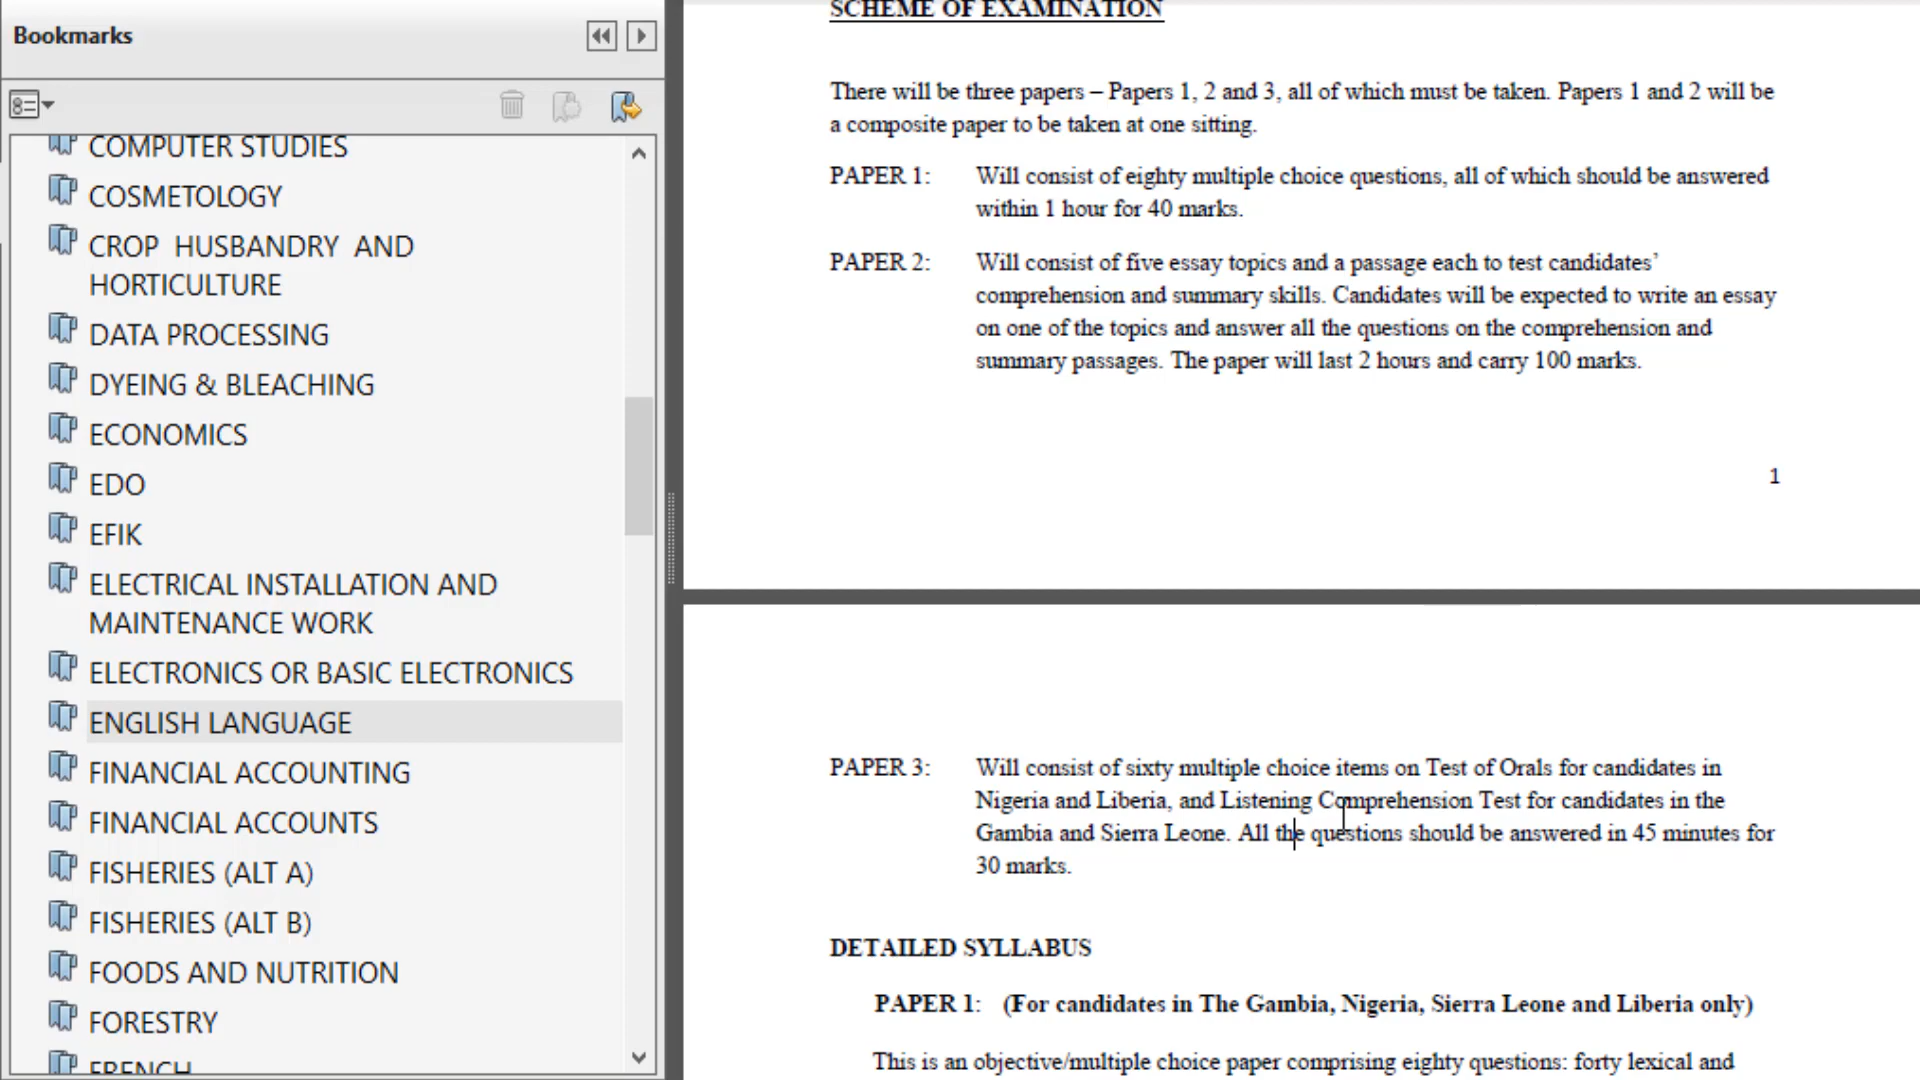 Bookmarks
COMPUTER STUDIES
COSMETOLOGY
CROP HUSBANDRY AND
HORTICULTURE
DATA PROCESSING
DYEING & BLEACHING
ECONOMICS
EDO
EFIK
ELECTRICAL INSTALLATION AND
MAINTENANCE WORK
ELECTRONICS OR BASIC ELECTRONICS
ENGLISH LANGUAGE
FINANCIAL ACCOUNTING
FINANCIAL ACCOUNTS
FISHERIES (ALT A)
FISHERIES (ALT B)
FOODS AND NUTRITION
FORESTRY
FRENCH
SCHEME OF EXAMINATION
There will be three papers – Papers 1, 2 and 3, all of which must be taken. Papers 1 and 2 will be
a composite paper to be taken at one sitting.
PAPER 1: Will consist of eighty multiple choice questions, all of which should be answered
within 1 hour for 40 marks.
PAPER 2: Will consist of five essay topics and a passage each to test candidates’
comprehension and summary skills. Candidates will be expected to write an essay
on one of the topics and answer all the questions on the comprehension and
summary passages. The paper will last 2 hours and carry 100 marks.
1
PAPER 3: Will consist of sixty multiple choice items on Test of Orals for candidates in
Nigeria and Liberia, and Listening Comprehension Test for candidates in the
Gambia and Sierra Leone. All the questions should be answered in 45 minutes for
30 marks.
DETAILED SYLLABUS
PAPER 1: (For candidates in The Gambia, Nigeria, Sierra Leone and Liberia only)
This is an objective/multiple choice paper comprising eighty questions: forty lexical and